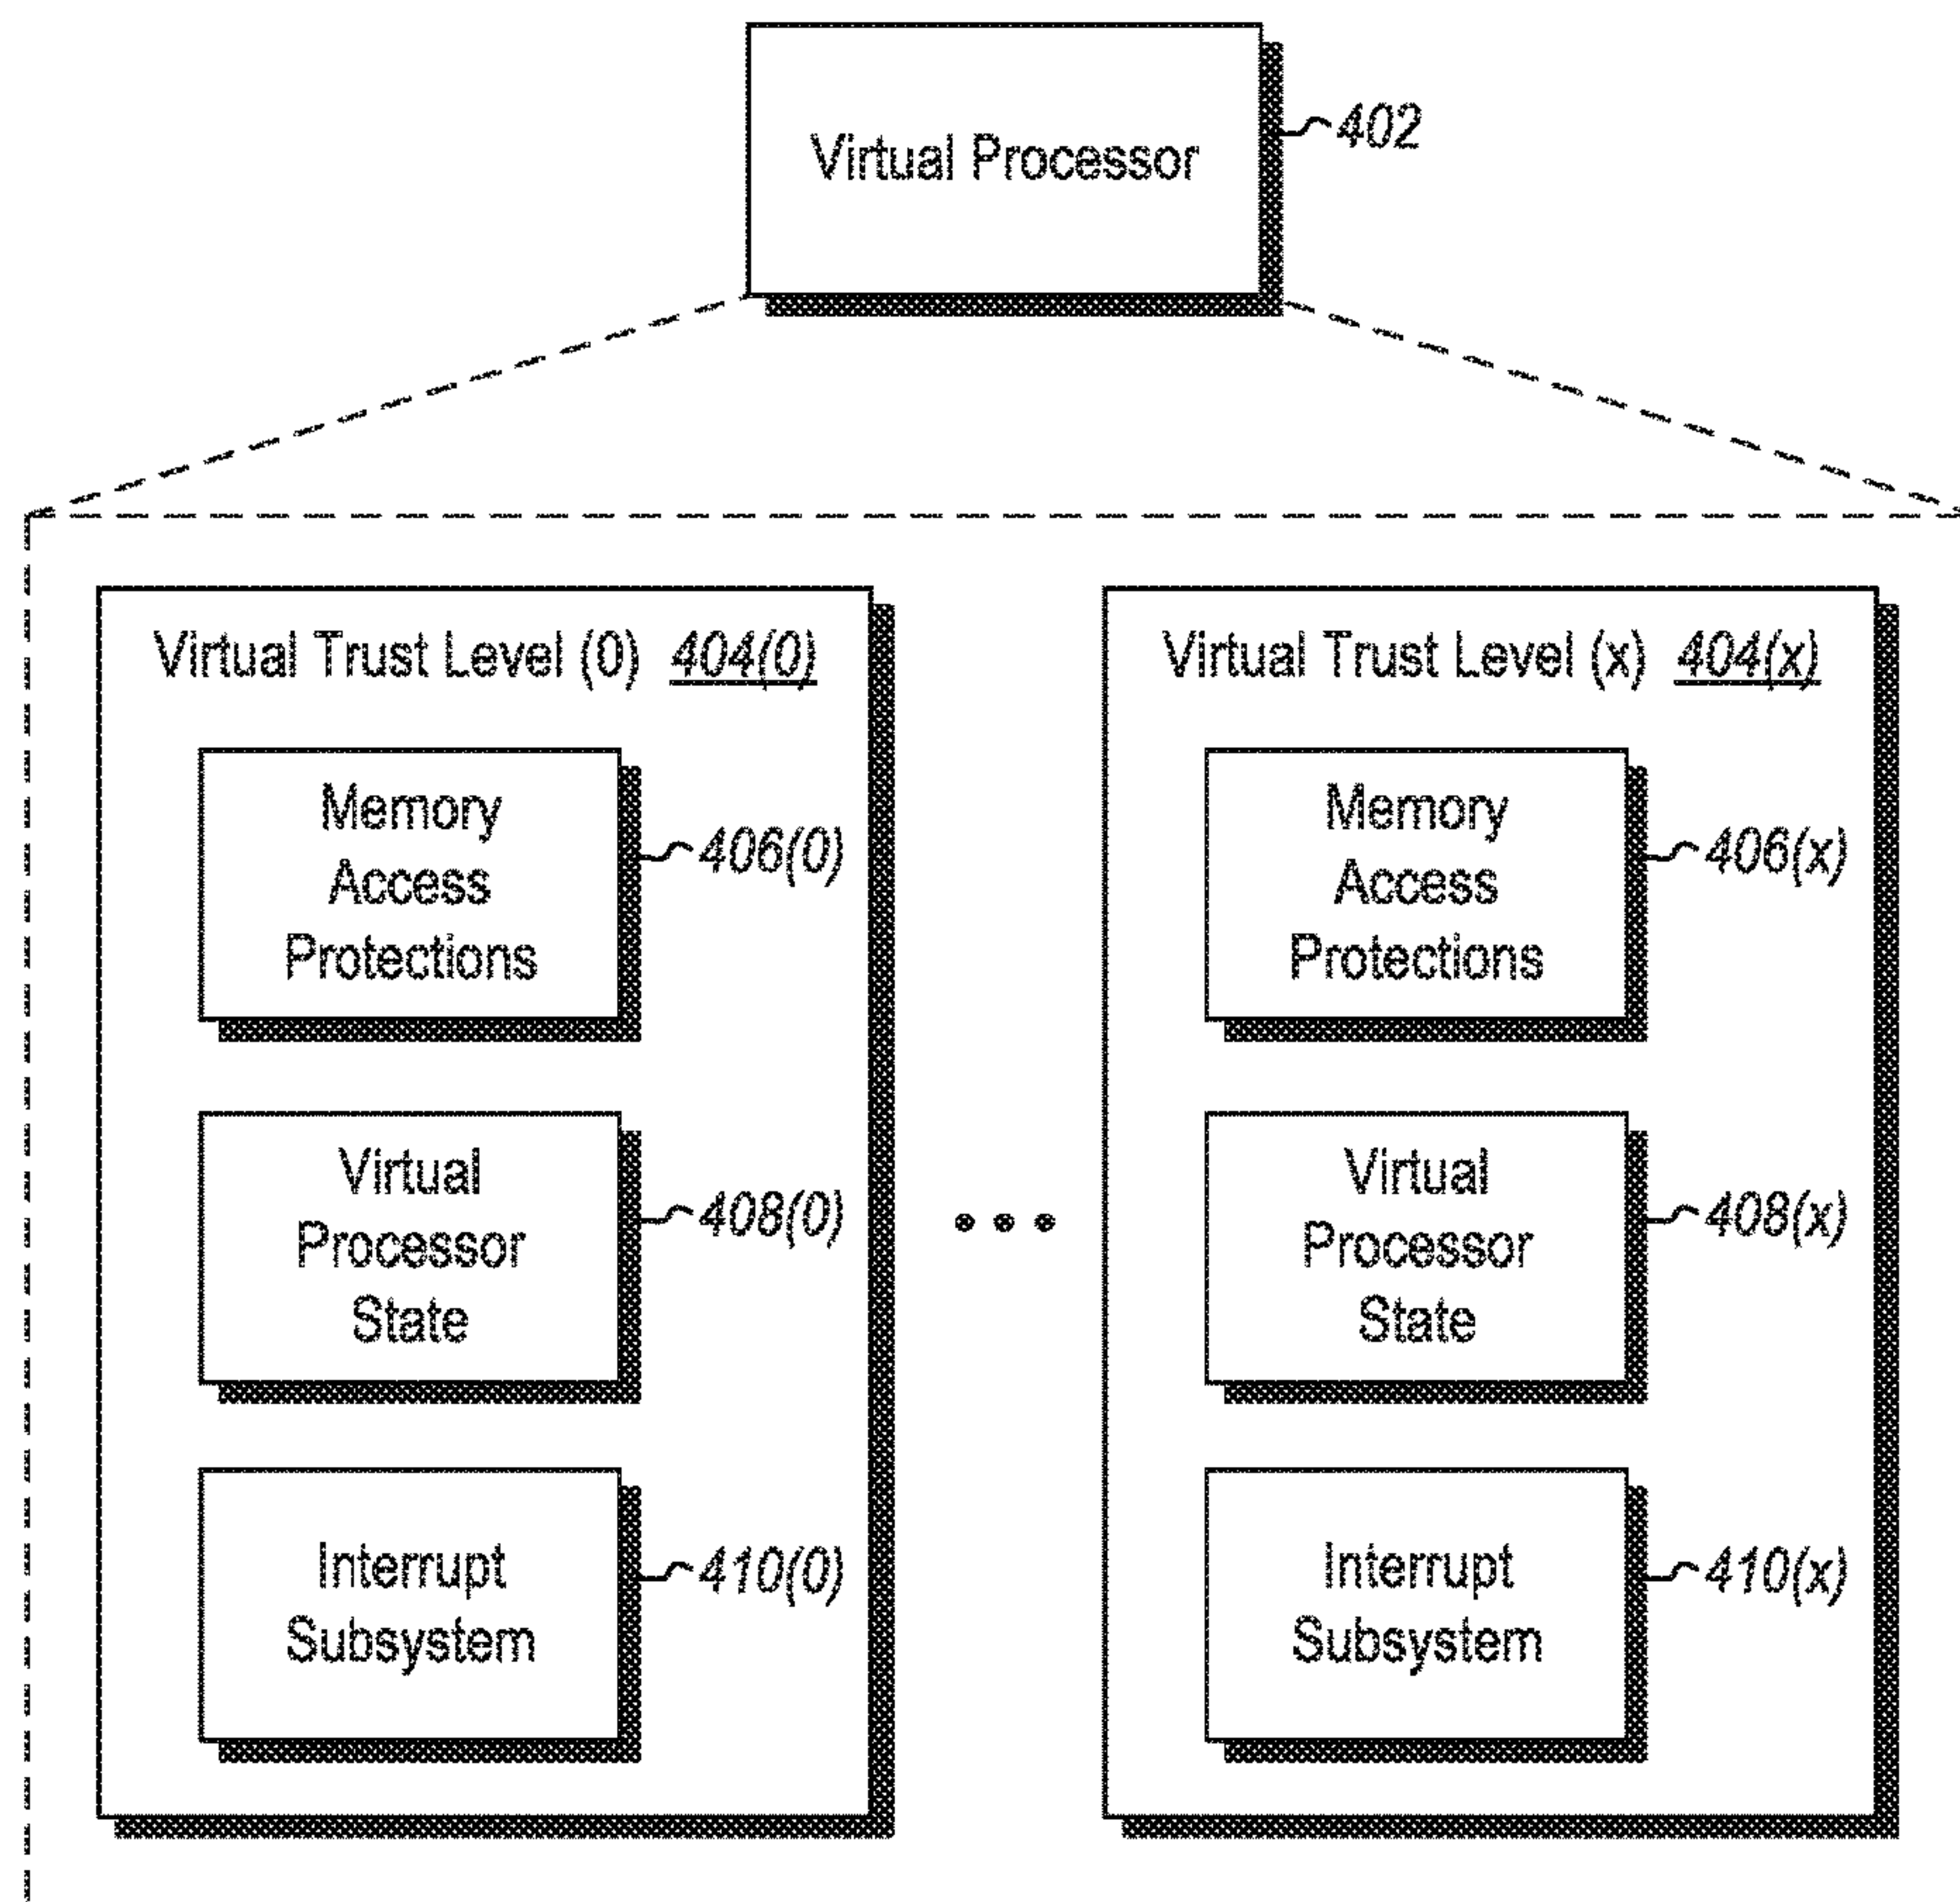 Virtual Processor
402
Virtual Trust Level (0) 404(0)
Memory
Access
Protections
406(0)
Virtual
Processor
State
408(0)
Interrupt
Subsystem
410(0)
Virtual Trust Level (x) 404(x)
Memory
Access
Protections
406(x)
Virtual
Processor
State
408(x)
Interrupt
Subsystem
410(x)